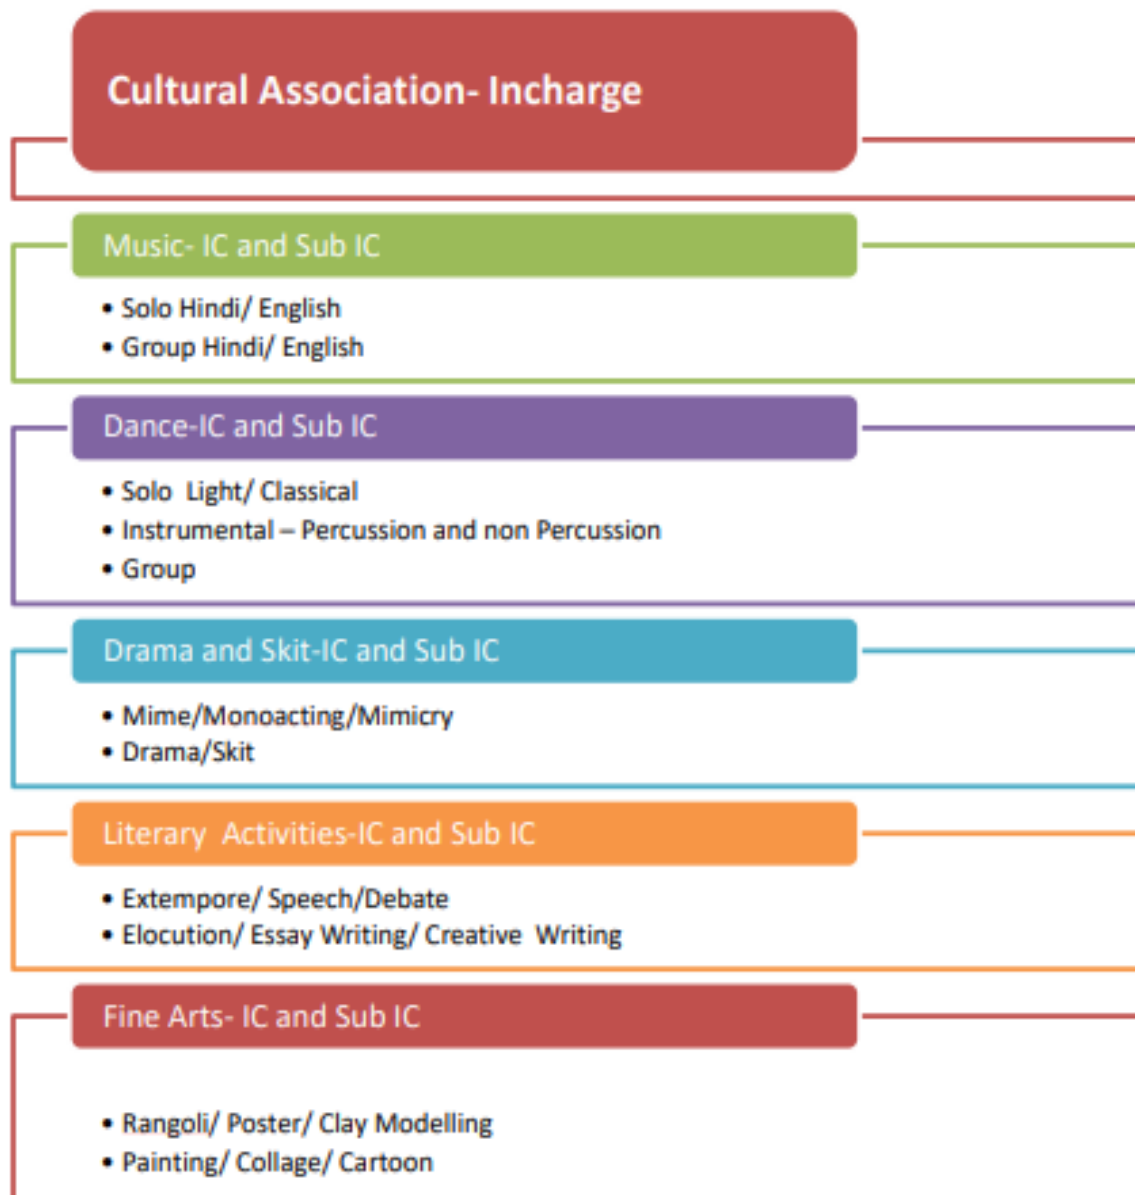 Cultural Association- Incharge
Music- IC and Sub IC
• Solo Hindi/ English
• Group Hindi/ English
Dance-IC and Sub IC
• Solo  Light/ Classical
• Instrumental – Percussion and non Percussion
• Group
Drama and Skit-IC and Sub IC
• Mime/Monoacting/Mimicry
• Drama/Skit
Literary  Activities-IC and Sub IC
• Extempore/ Speech/Debate
• Elocution/ Essay Writing/ Creative  Writing
Fine Arts- IC and Sub IC
• Rangoli/ Poster/ Clay Modelling
• Painting/ Collage/ Cartoon